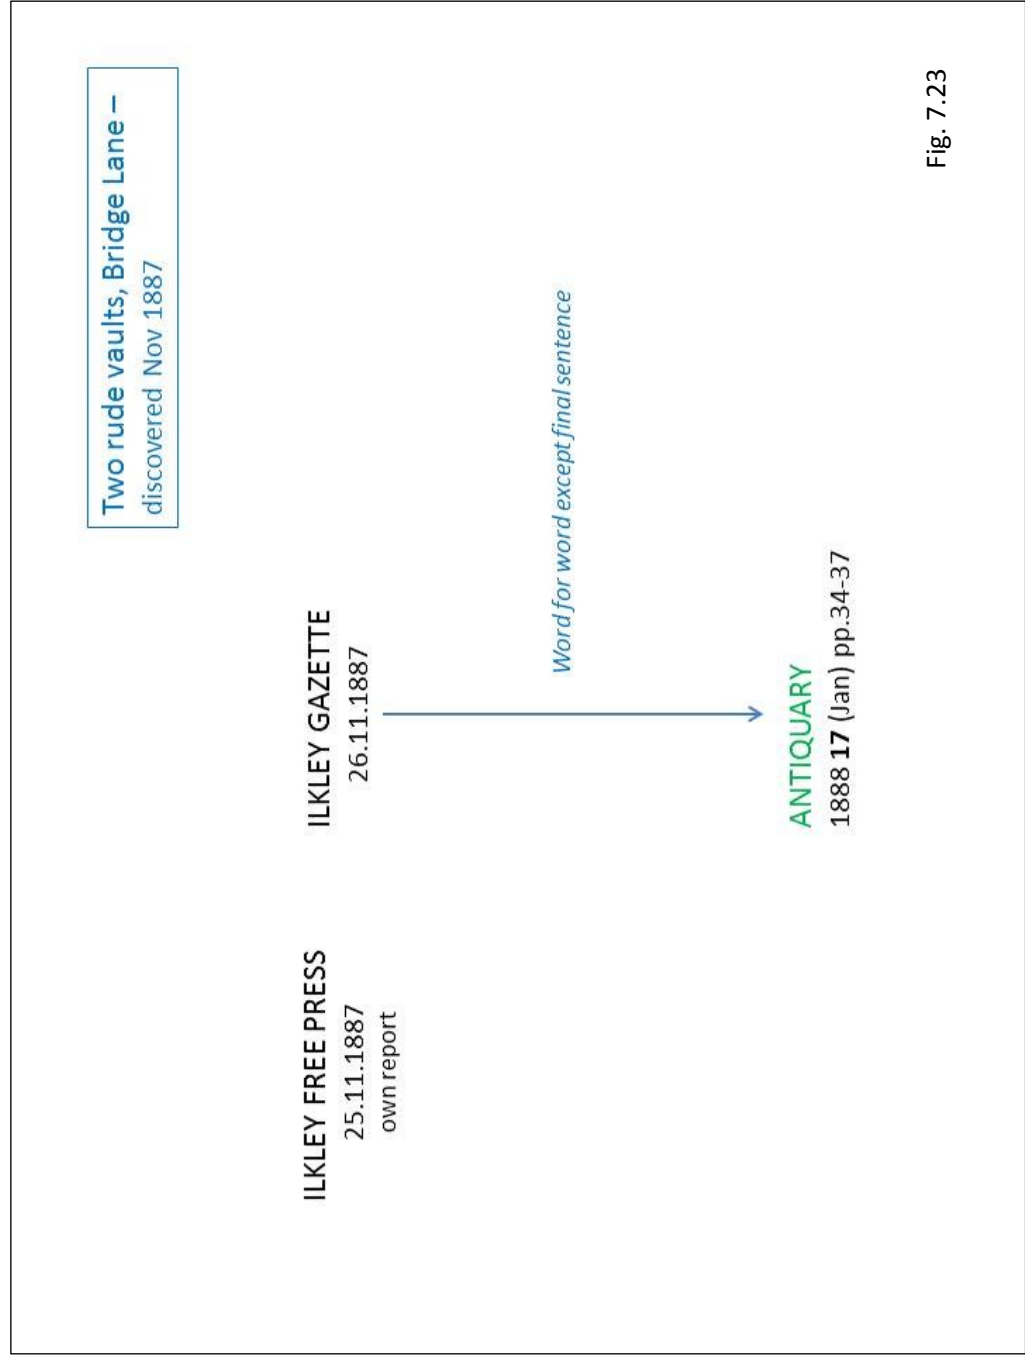 Two rude vaults, Bridge Lane –
discovered Nov 1887
ILKLEY FREE PRESS
25.11.1887
own report
ILKLEY GAZETTE
26.11.1887
Word for word except final sentence
ANTIQUARY
1888 17 (Jan) pp.34-37
Fig. 7.23